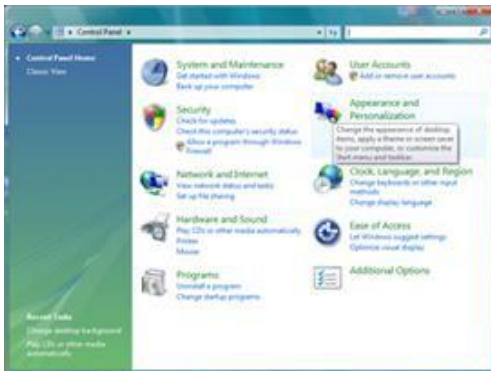 Control Panel
Control Panel Home
Classic View
System and Maintenance
Get started with Windows
Back up your computer
Security
Check for updates
Check this computer's security status
Allow a program through Windows
Firewall
Network and Internet
View network status and tasks
Set up file sharing
Hardware and Sound
Play CDs or other media automatically
Printer
Mouse
Programs
Uninstall a program
Change startup programs
User Accounts
Add or remove user accounts
Appearance and
Personalization
Change the appearance of desktop
items, apply a theme or screen saver
to your computer, or customize the
Start menu and taskbar.
Clock, Language, and Region
Change keyboards or other input
methods
Change display language
Ease of Access
Let Windows suggest settings
Optimize visual display
Additional Options
Recent Tasks
Change desktop background
Play CDs or other media
automatically